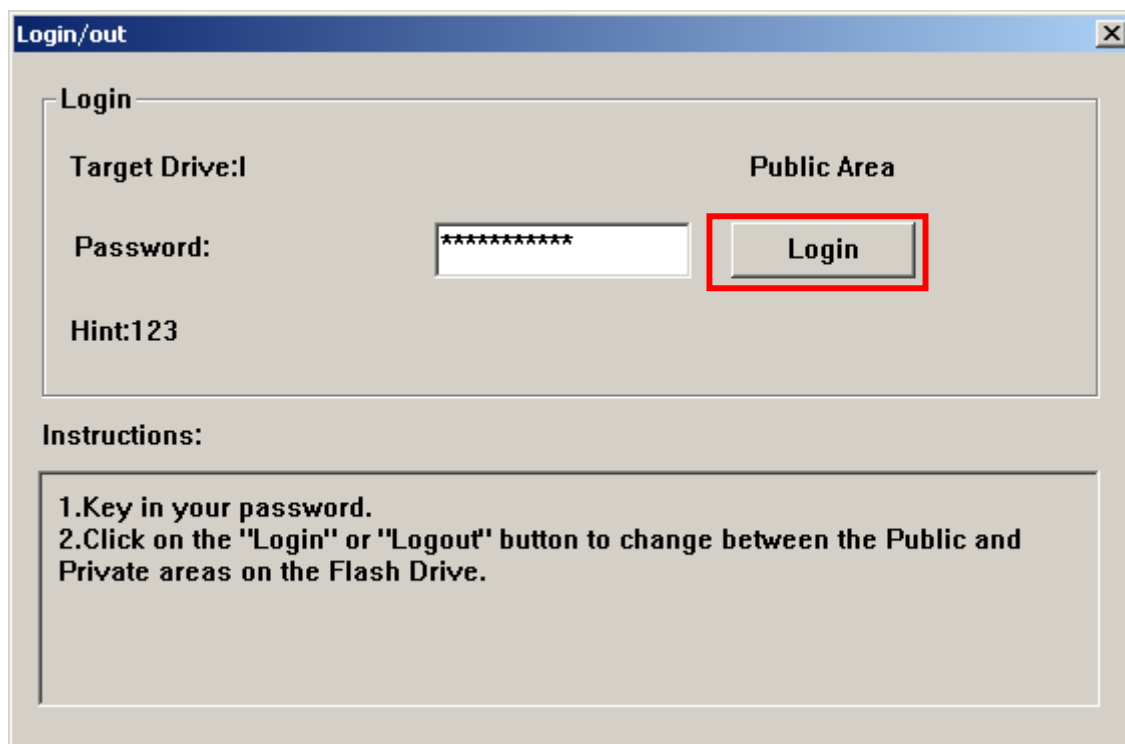 Login/out
Login
Target Drive:I
Public Area
Password:
***********
Login
Hint:123
Instructions:
1.Key in your password.
2.Click on the "Login" or "Logout" button to change between the Public and
Private areas on the Flash Drive.